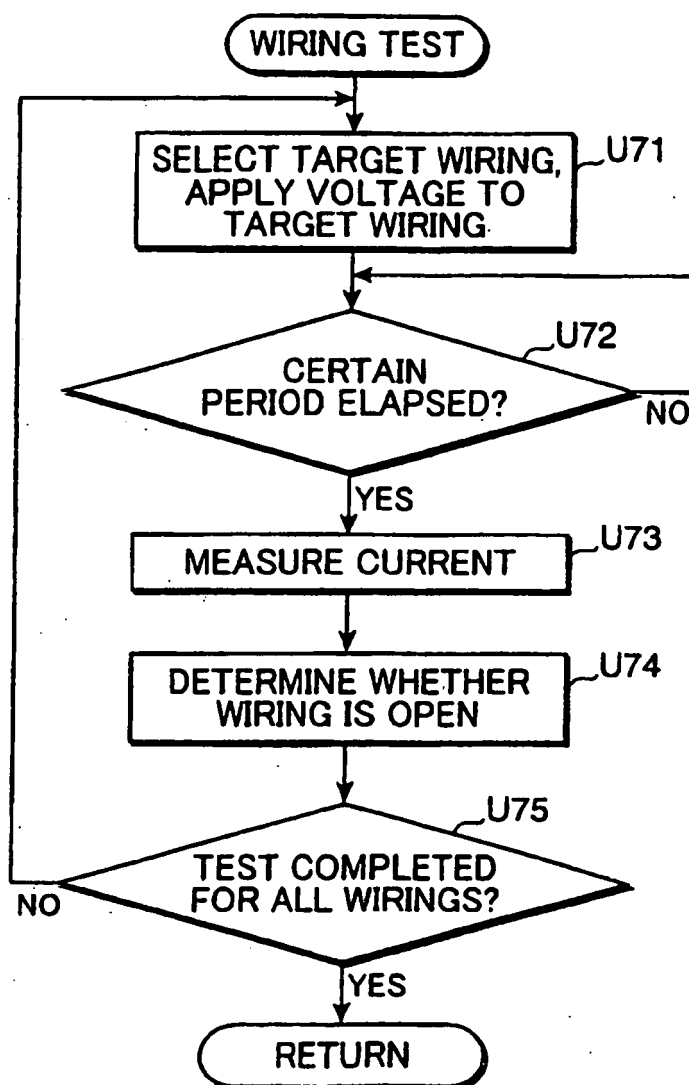 WIRING TEST
U71
SELECT TARGET WIRING,
APPLY VOLTAGE TO
TARGET WIRING
U72
CERTAIN
PERIOD ELAPSED?
NO
YES
U73
MEASURE CURRENT
U74
DETERMINE WHETHER
WIRING IS OPEN
U75
TEST COMPLETED
FOR ALL WIRINGS?
NO
YES
RETURN